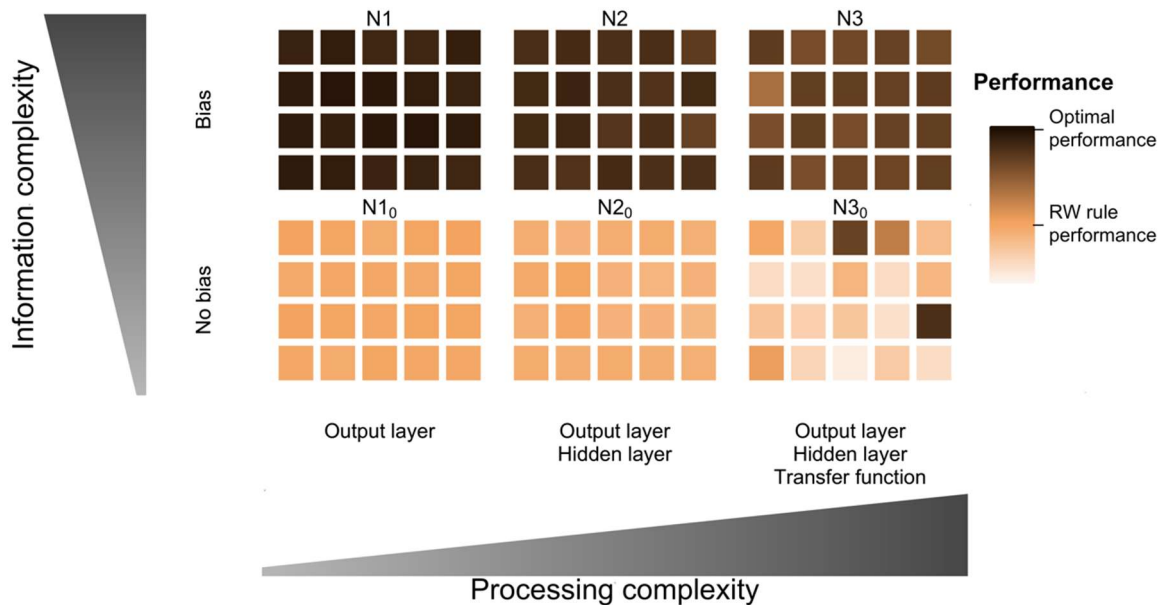 N1
N2
N3
Information complexity
Bias
Performance
Optimal
performance
RW rule
performance
N1₀
N2₀
N3₀
No bias
Output layer
Output layer
Hidden layer
Output layer
Hidden layer
Transfer function
Processing complexity